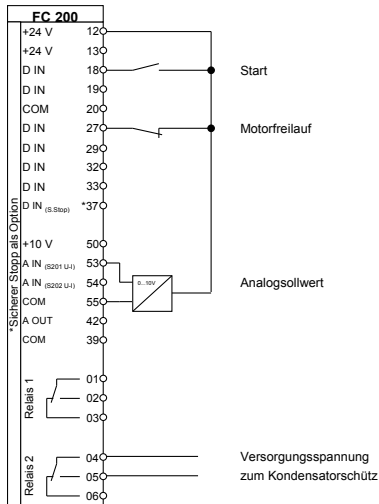 FC 200
+24 V 12
+24 V 13
D IN 18 Start
D IN 19
COM 20
D IN 27 Motorfreilauf
D IN 29
D IN 32
D IN 33
D IN (S.Stop) *37
+10 V 50
A IN (S201 U-I) 53
0...10V
A IN (S202 U-I) 54 Analogsollwert
COM 55
A OUT 42
COM 39
*Sicherer Stopp als Option
Relais 1
01
02
03
Relais 2
04 Versorgungsspannung
05 zum Kondensatorschütz
06